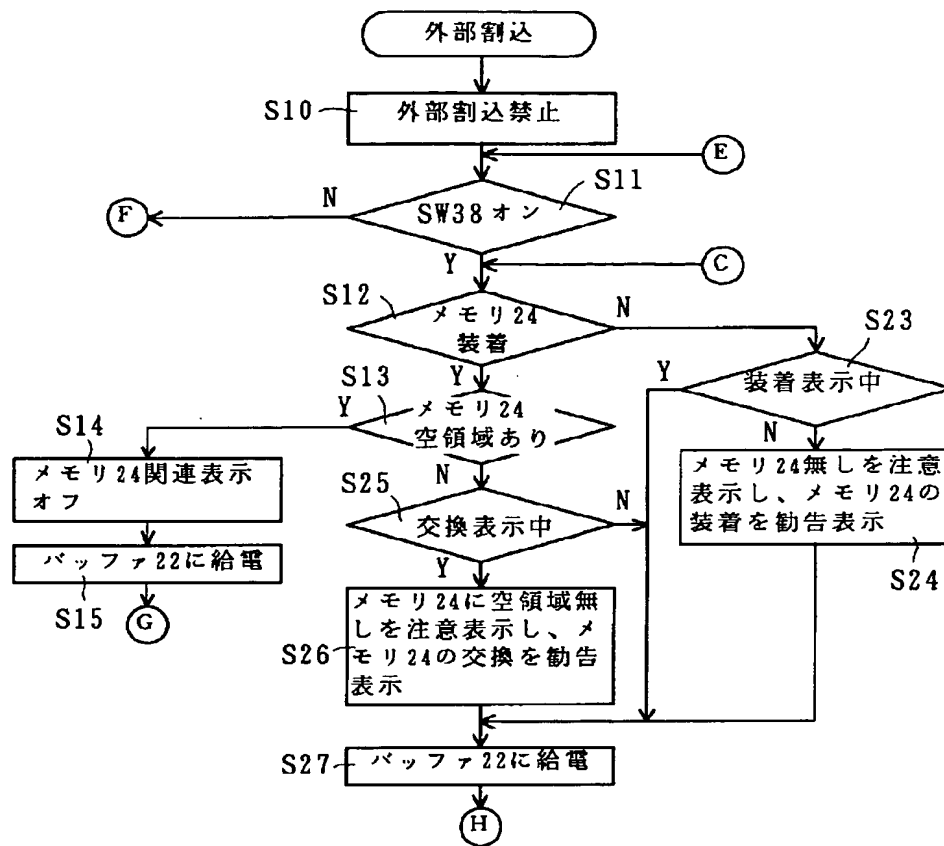 外部割込
S10
外部割込禁止
E
S11
N
F
SW38オン
Y
C
S12
メモリ24
装着
N
S23
Y
装着表示中
S13
Y
Y
メモリ24
空領域あり
S14
メモリ24関連表示
オフ
N
N
メモリ24無しを注意
表示し、メモリ24の
装着を勧告表示
S24
S25
交換表示中
N
バッファ22に給電
S15
G
Y
メモリ24に空領域無
しを注意表示し、メ
モリ24の交換を勧告
表示
S26
S27
バッファ22に給電
H